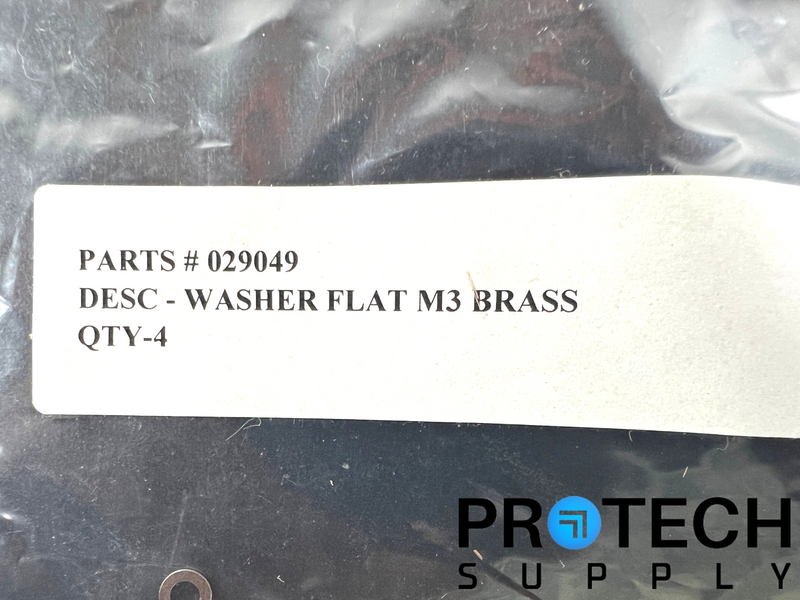 PARTS # 029049
DESC - WASHER FLAT M3 BRASS
QTY-4
PROTECH
SUPPLY